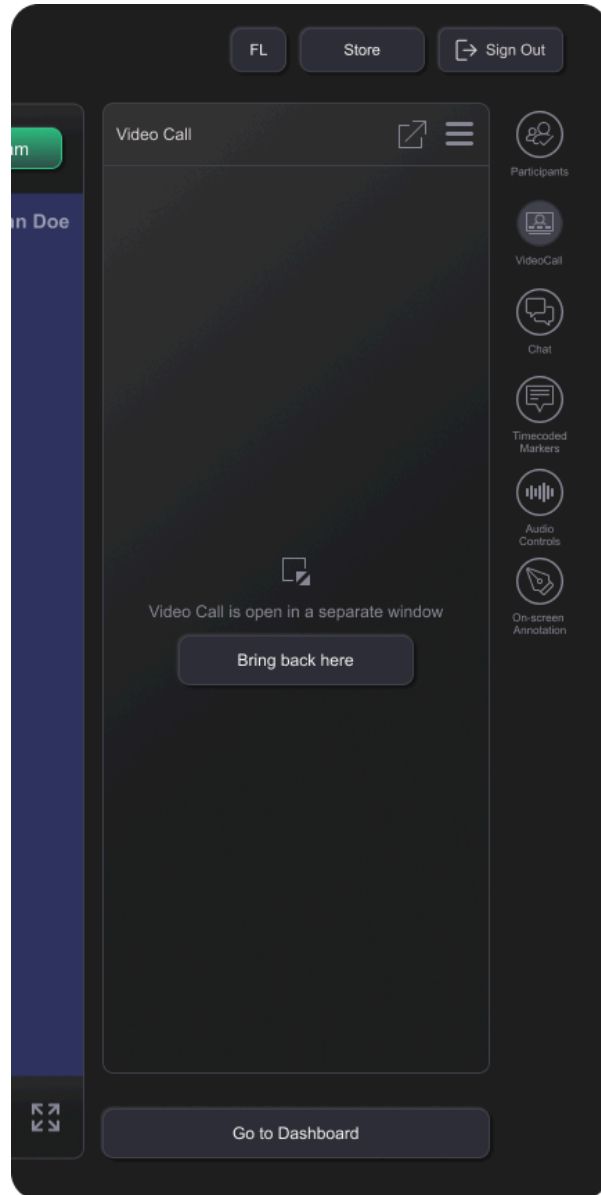 FL
Store
Sign Out
Video Call
Participants
Doe
VideoCall
Chat
Timecoded
Markers
Audio
Controls
Video Call is open in a separate window
On-screen
Annotation
Bring back here
Go to Dashboard